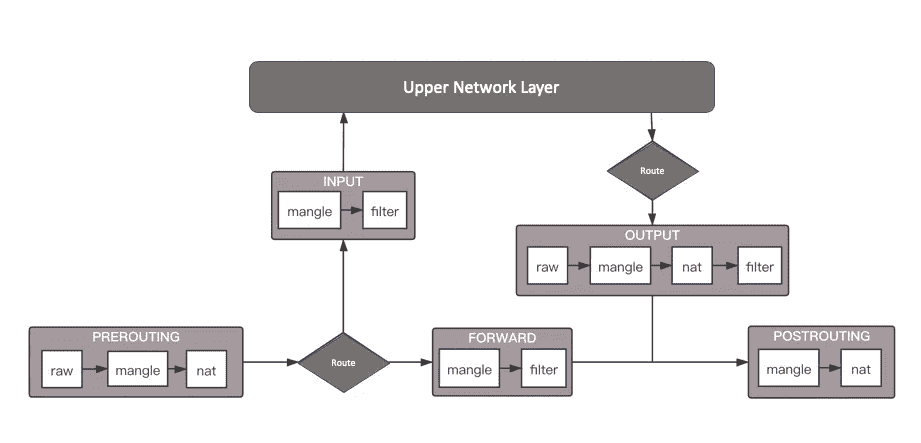 Upper Network Layer
Route
INPUT
mangle filter
OUTPUT
raw mangle nat filter
PREROUTING
raw mangle nat
Route
FORWARD
mangle filter
POSTROUTING
mangle nat